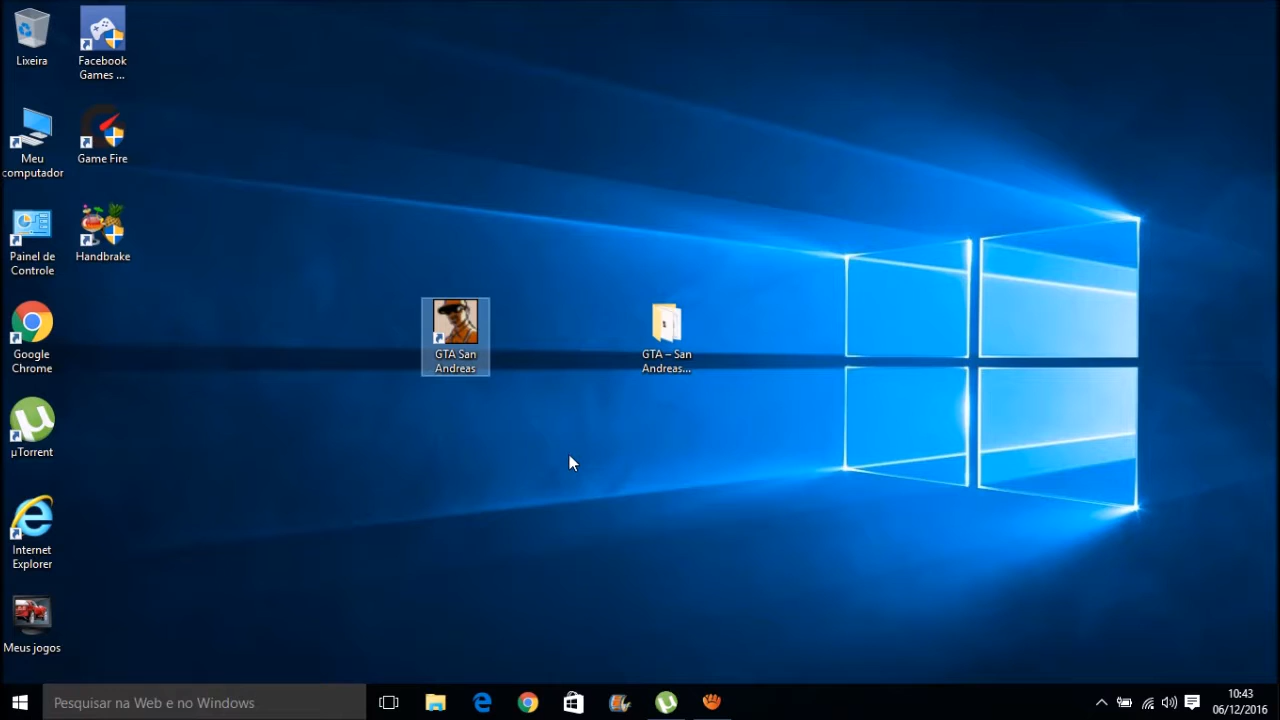 Lixeira
Facebook
Games ...
Meu
computador
Game Fire
Painel de
Controle
Handbrake
Google
Chrome
GTA San
Andreas
GTA – San
Andreas...
µTorrent
Internet
Explorer
Meus jogos
Pesquisar na Web e no Windows
10:43
06/12/2016